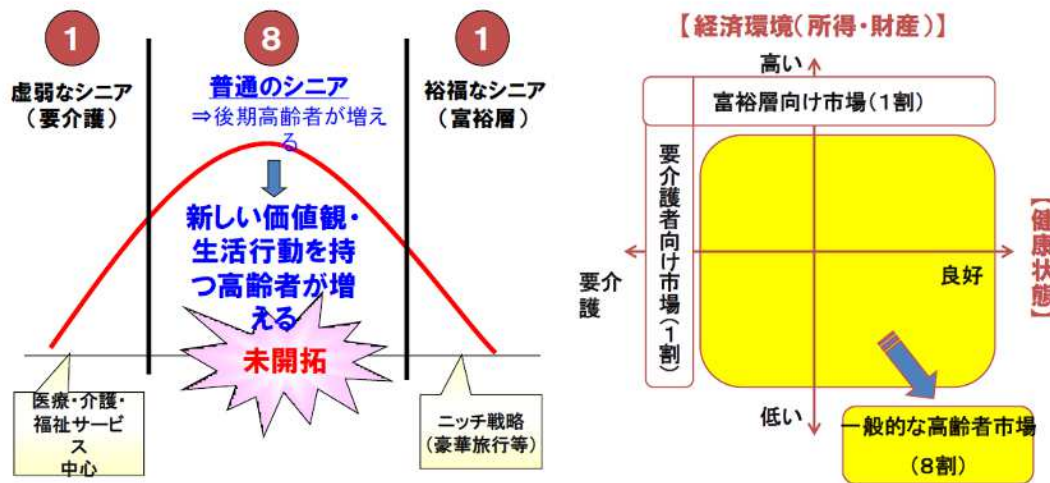 1
虚弱なシニア
（要介護）
8
普通のシニア
⇒後期高齢者が増え
る
新しい価値観・
生活行動を持
つ高齢者が増
える
未開拓
1
裕福なシニア
（富裕層）
医療・介護・
福祉サービ
ス
中心
ニッチ戦略
（豪華旅行等）
【経済環境（所得・財産）】
高い
富裕層向け市場（1割）
要介護者向け市場（1割）
要介
護
良好
【健康状態】
低い
一般的な高齢者市場
（8割）